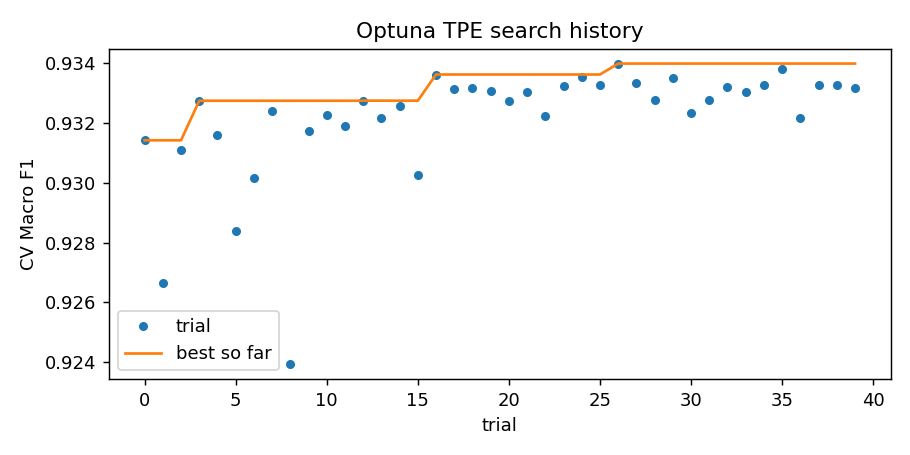 Optuna TPE search history
CV Macro F1
0.934
0.932
0.930
0.928
0.926
0.924
trial
best so far
0 5 10 15 20 25 30 35 40
trial